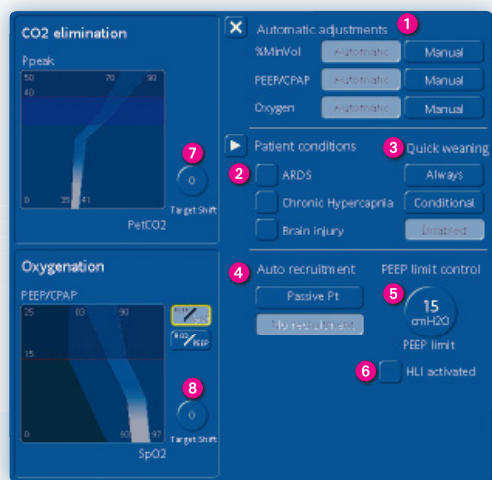 CO2 elimination
Ppeak
50 70 90
40
0 35 41
PetCO2
7
0
Target Shift
Oxygenation
PEEP/CPAP
25 83 90
15
0 90 97
SpO2
PEEP
8
0
Target Shift
1
Automatic adjustments
%MinVol Automatic Manual
PEEP/CPAP Automatic Manual
Oxygen Automatic Manual
Patient conditions
2
ARDS
Chronic Hypercapnia
Brain injury
3
Quick weaning
Always
Conditional
Disabled
4
Auto recruitment
Passive Pt
No recruitment
PEEP limit control
5
15
cmH2O
PEEP limit
6
HLI activated